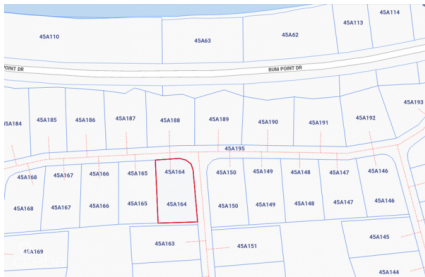 45A110
45A63
45A62
45A113
45A114
POINT DR
BUM POINT DR
45A184
45A185
45A186
45A187
45A188
45A189
45A190
45A191
45A192
45A193
45A195
45A168
45A167
45A166
45A165
45A164
45A150
45A149
45A148
45A147
45A146
45A168
45A167
45A166
45A165
45A164
45A150
45A149
45A148
45A147
45A146
45A169
45A163
45A151
45A145
45A144